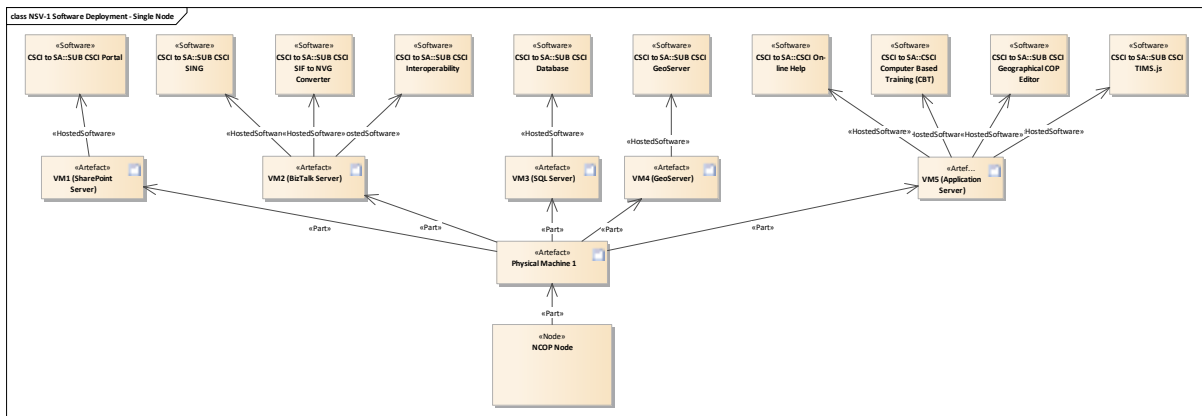 class NSV-1 Software Deployment - Single Node
«Software»
CSCI to SA::SUB CSCI Portal
«Software»
CSCI to SA::SUB CSCI
SING
«Software»
CSCI to SA::SUB CSCI
SIF to NVG
Converter
«Software»
CSCI to SA::SUB CSCI
Interoperability
«Software»
CSCI to SA::SUB CSCI
Database
«Software»
CSCI to SA::SUB CSCI
GeoServer
«Software»
CSCI to SA::CSCI On-
line Help
«Software»
CSCI to SA::CSCI
Computer Based
Training (CBT)
«Software»
CSCI to SA::SUB CSCI
Geographical COP
Editor
«Software»
CSCI to SA::SUB CSCI
TIMS.js
«HostedSoftware»
«HostedSoftwar
«HostedSoftware»
ostedSoftware»
«HostedSoftware»
«HostedSoftware»
«HostedSoftware»
«HostedSoftwar
«HostedSoftware»
HostedSoftware»
«Artefact»
VM1 (SharePoint
Server)
«Artefact»
VM2 (BizTalk Server)
«Artefact»
VM3 (SQL Server)
«Artefact»
VM4 (GeoServer)
«Artef...
VM5 (Application
Server)
«Part»
«Part»
«Part»
«Part»
«Part»
«Artefact»
Physical Machine 1
«Part»
«Node»
NCOP Node